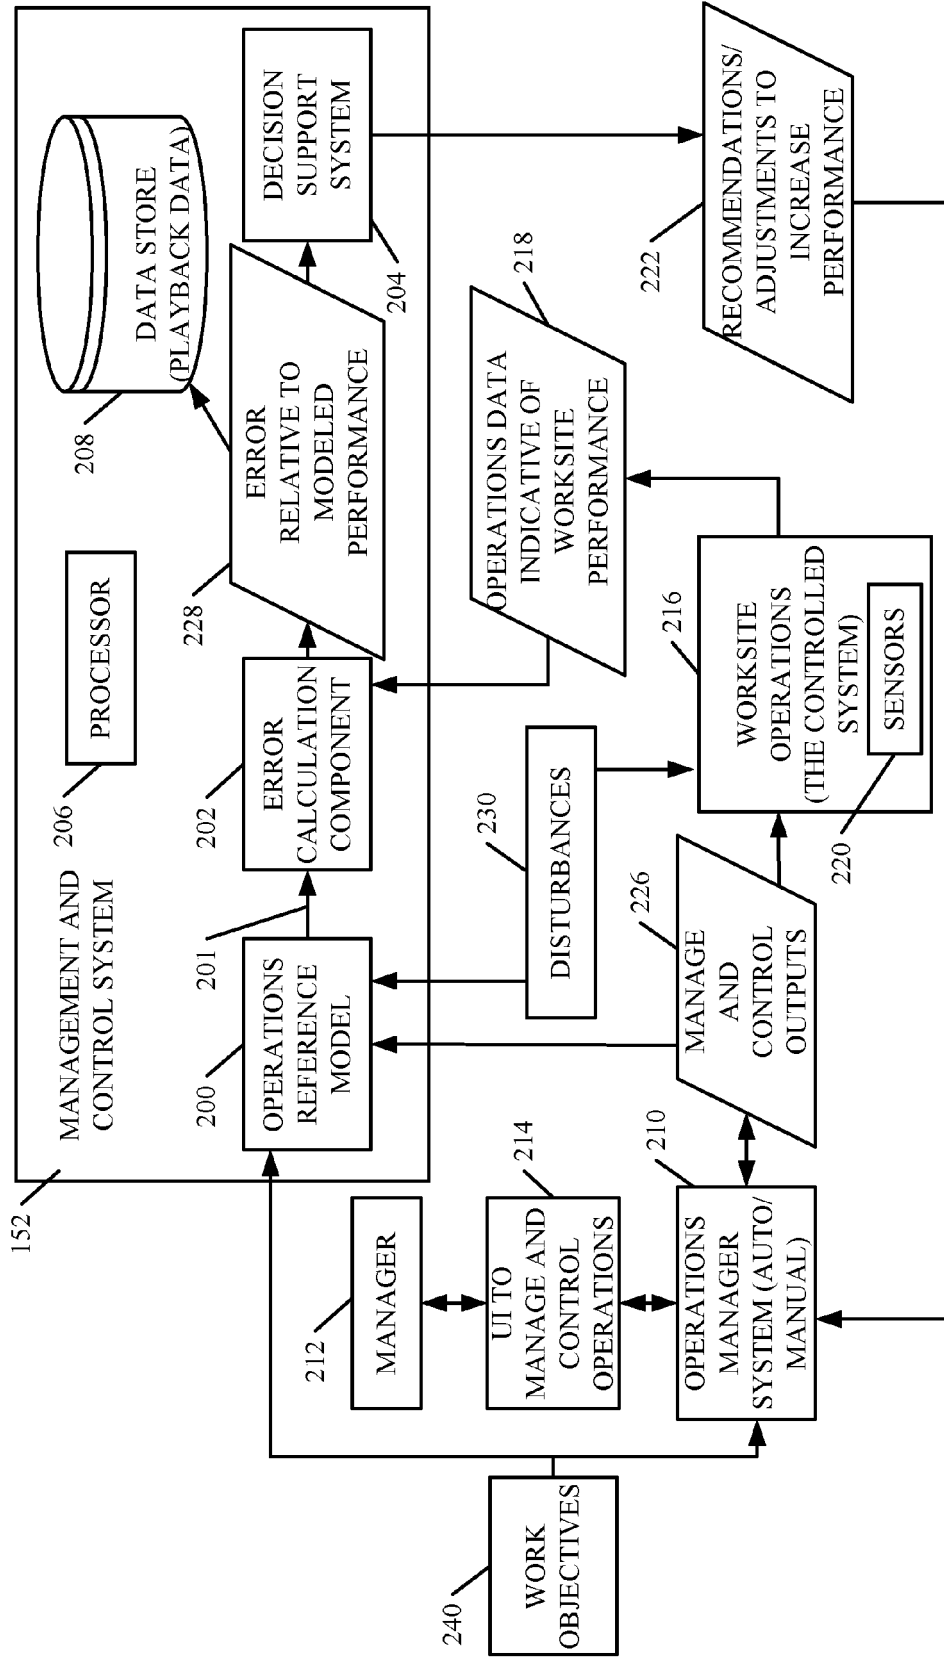 152
MANAGEMENT AND
CONTROL SYSTEM
206
PROCESSOR
208
DATA STORE
(PLAYBACK DATA)
200
OPERATIONS
REFERENCE
MODEL
201
202
ERROR
CALCULATION
COMPONENT
228
ERROR
RELATIVE TO
MODELED
PERFORMANCE
DECISION
SUPPORT
SYSTEM
204
212
MANAGER
214
UI TO
MANAGE AND
CONTROL
OPERATIONS
230
DISTURBANCES
218
OPERATIONS DATA
INDICATIVE OF
WORKSITE
PERFORMANCE
240
WORK
OBJECTIVES
210
OPERATIONS
MANAGER
SYSTEM (AUTO/
MANUAL)
226
MANAGE
AND
CONTROL
OUTPUTS
216
WORKSITE
OPERATIONS
(THE CONTROLLED
SYSTEM)
SENSORS
220
222
RECOMMENDATIONS/
ADJUSTMENTS TO
INCREASE
PERFORMANCE